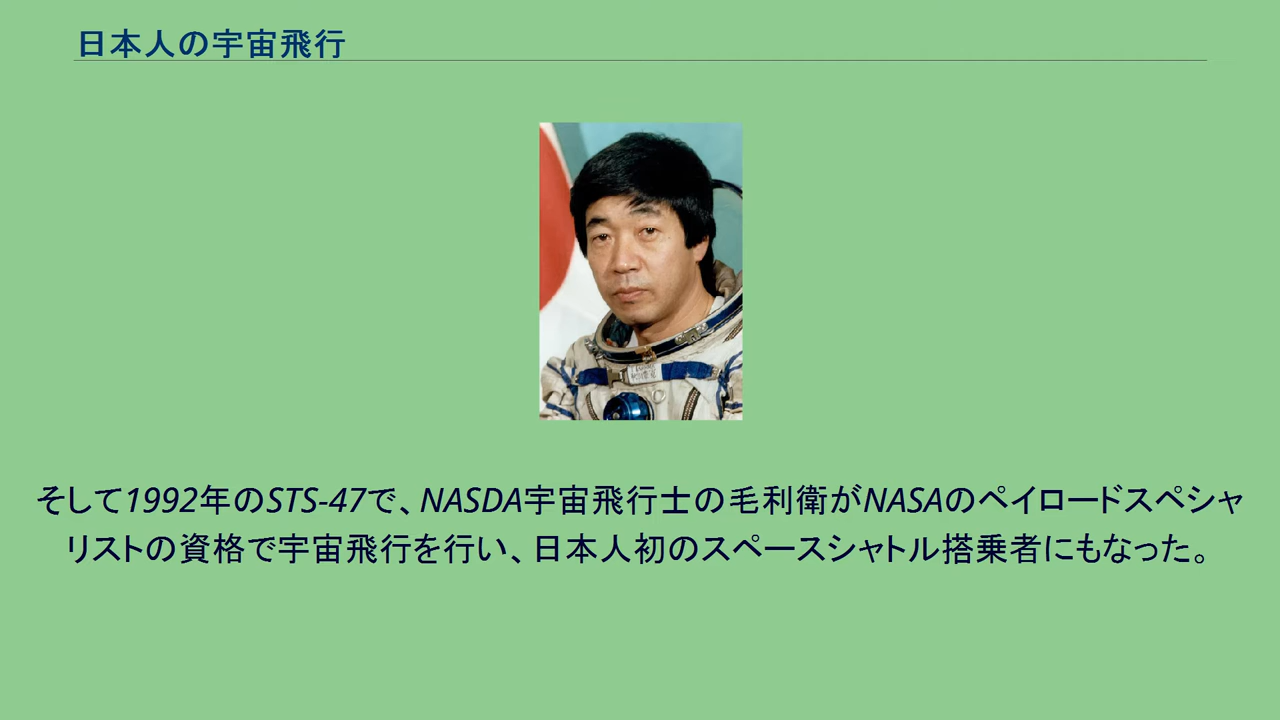 日本人の宇宙飛行
そして1992年のSTS-47で、NASDA宇宙飛行士の毛利衛がNASAのペイロードスペシャ
リストの資格で宇宙飛行を行い、日本人初のスペースシャトル搭乗者にもなった。